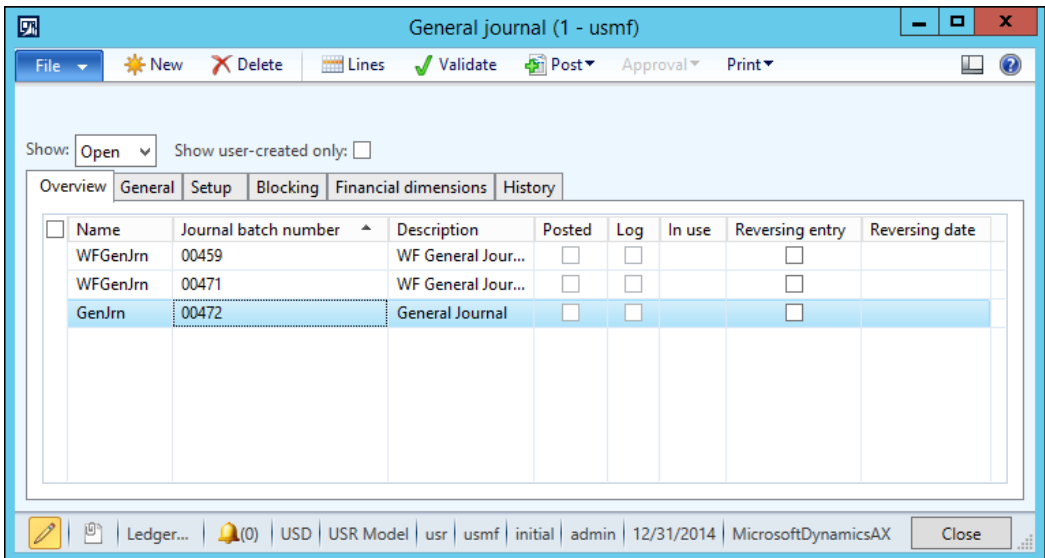 General journal (1 - usmf)
File New Delete Lines Validate Post Approval Print
Show: Open Show user-created only:
Overview General Setup Blocking Financial dimensions History
Name Journal batch number Description Posted Log In use Reversing entry Reversing date
WFGenJrn 00459 WF General Jour...
WFGenJrn 00471 WF General Jour...
GenJrn 00472 General Journal
Ledger... (0) USD USR Model usr usmf initial admin 12/31/2014 MicrosoftDynamicsAX Close